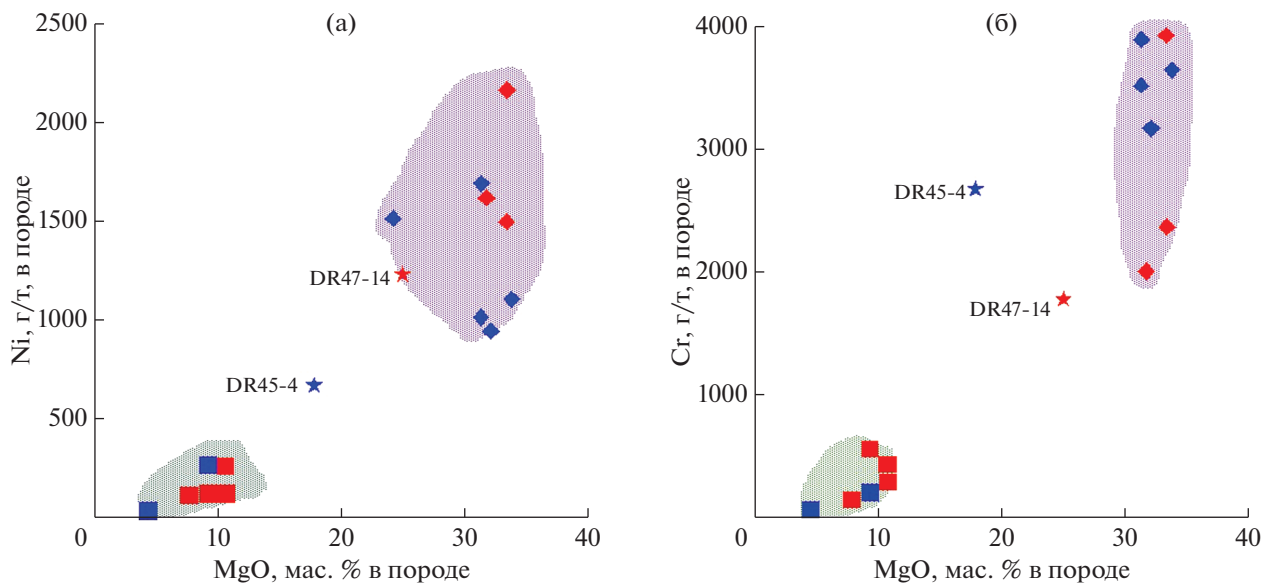 (а)
2500
2000
1500
1000
500
0
10
20
30
40
Ni, г/т, в породе
MgO, мас. % в породе
DR47-14
DR45-4
(б)
4000
3000
2000
1000
0
10
20
30
40
Cr, г/т, в породе
MgO, мас. % в породе
DR45-4
DR47-14